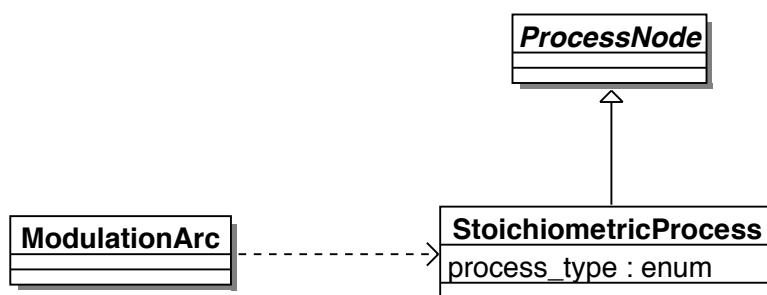 ProcessNode
ModulationArc
StoichiometricProcess
process_type : enum